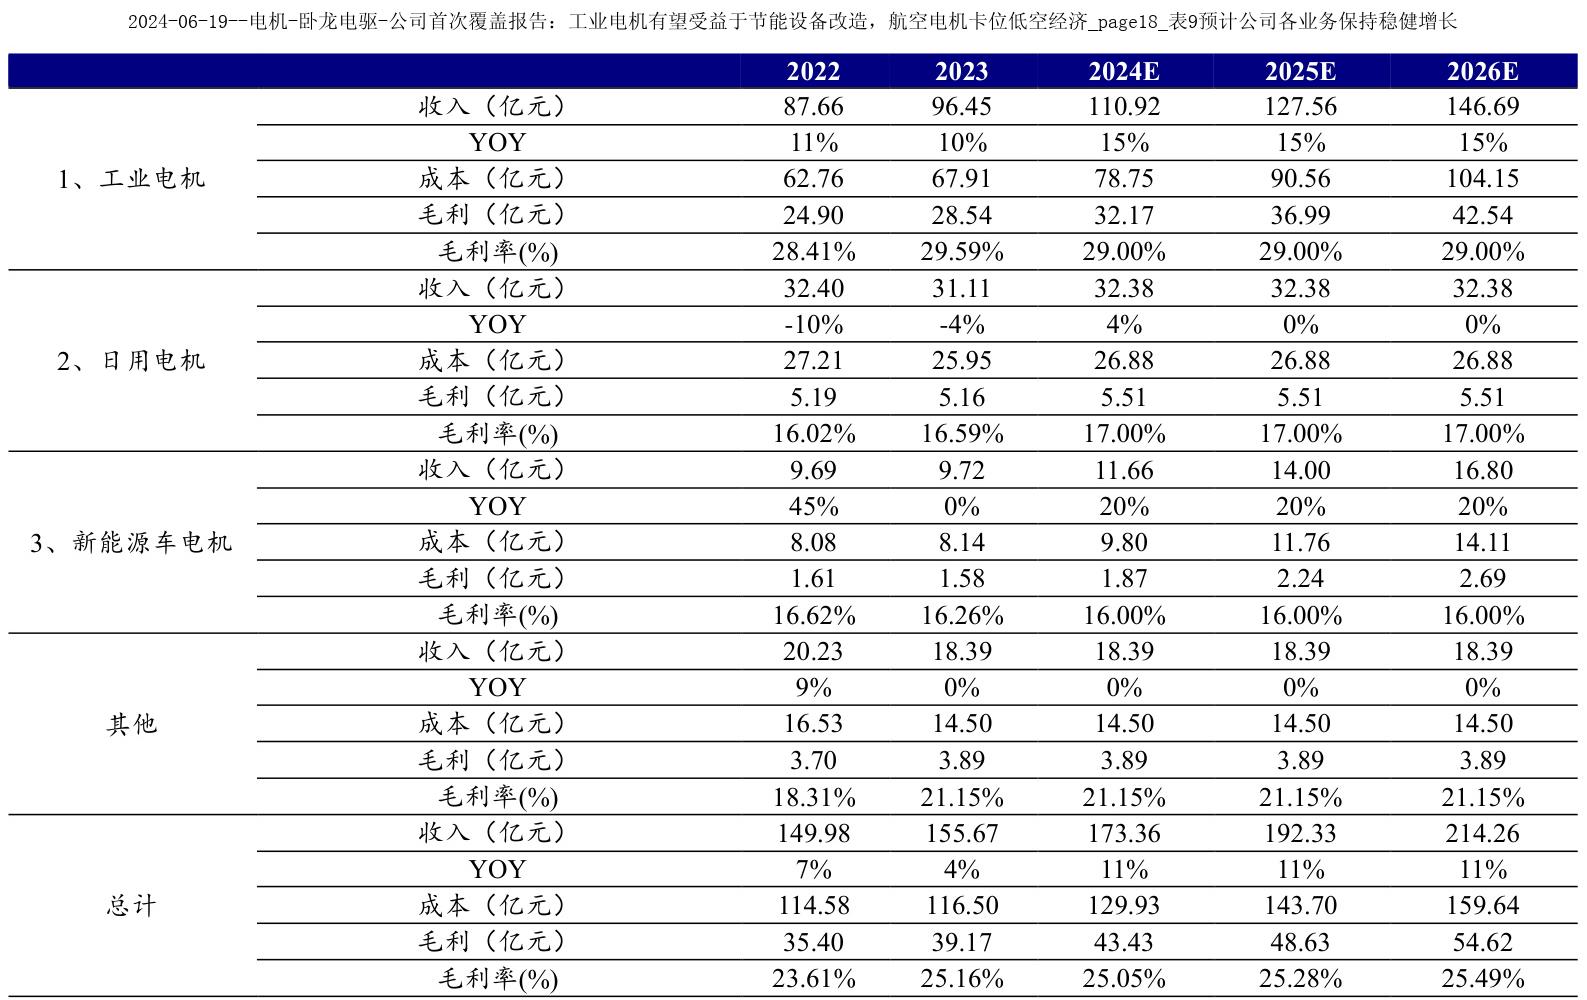 2024-06-19--电机-卧龙电驱-公司首次覆盖报告：工业电机有望受益于节能设备改造，航空电机卡位低空经济_page18_表9预计公司各业务保持稳健增长
2022 2023 2024E 2025E 2026E
收入（亿元） 87.66 96.45 110.92 127.56 146.69
YOY 11% 10% 15% 15% 15%
1、工业电机 成本（亿元） 62.76 67.91 78.75 90.56 104.15
毛利（亿元） 24.90 28.54 32.17 36.99 42.54
毛利率(%) 28.41% 29.59% 29.00% 29.00% 29.00%
收入（亿元） 32.40 31.11 32.38 32.38 32.38
YOY -10% -4% 4% 0% 0%
2、日用电机 成本（亿元） 27.21 25.95 26.88 26.88 26.88
毛利（亿元） 5.19 5.16 5.51 5.51 5.51
毛利率(%) 16.02% 16.59% 17.00% 17.00% 17.00%
收入（亿元） 9.69 9.72 11.66 14.00 16.80
YOY 45% 0% 20% 20% 20%
3、新能源车电机 成本（亿元） 8.08 8.14 9.80 11.76 14.11
毛利（亿元） 1.61 1.58 1.87 2.24 2.69
毛利率(%) 16.62% 16.26% 16.00% 16.00% 16.00%
收入（亿元） 20.23 18.39 18.39 18.39 18.39
YOY 9% 0% 0% 0% 0%
其他 成本（亿元） 16.53 14.50 14.50 14.50 14.50
毛利（亿元） 3.70 3.89 3.89 3.89 3.89
毛利率(%) 18.31% 21.15% 21.15% 21.15% 21.15%
收入（亿元） 149.98 155.67 173.36 192.33 214.26
YOY 7% 4% 11% 11% 11%
总计 成本（亿元） 114.58 116.50 129.93 143.70 159.64
毛利（亿元） 35.40 39.17 43.43 48.63 54.62
毛利率(%) 23.61% 25.16% 25.05% 25.28% 25.49%